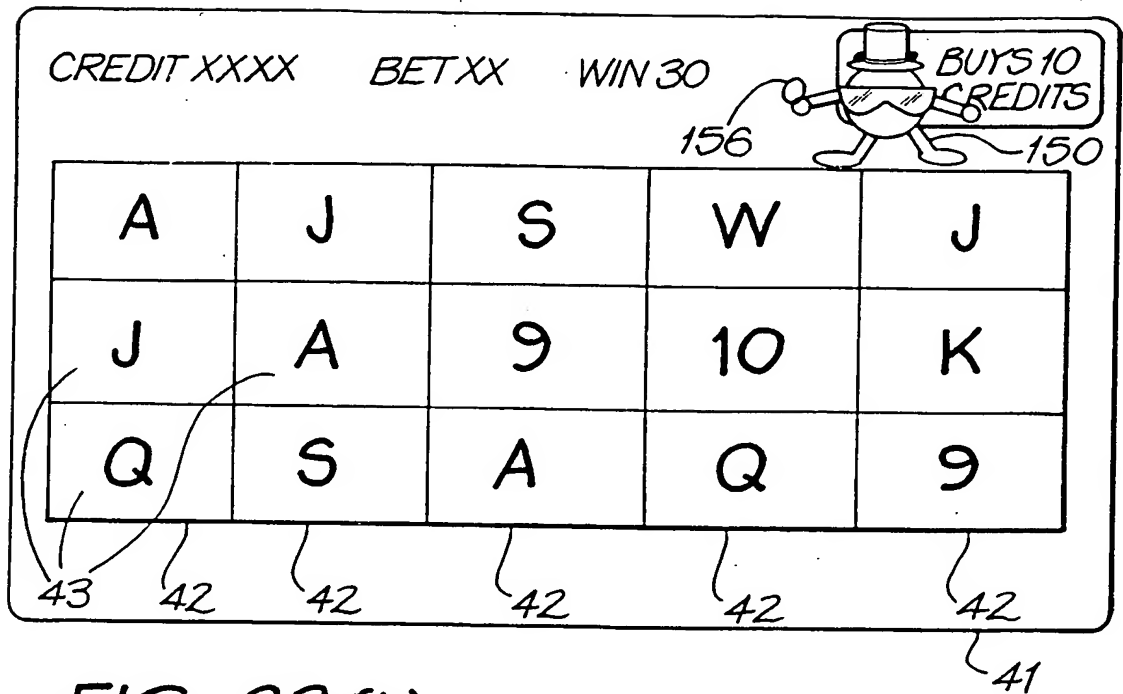 CREDIT XXXX BET XX WIN 30 BUYS 10
CREDITS
156
150
A J S W J
J A 9 10 K
Q S A Q 9
43 42 42 42 42 42
41